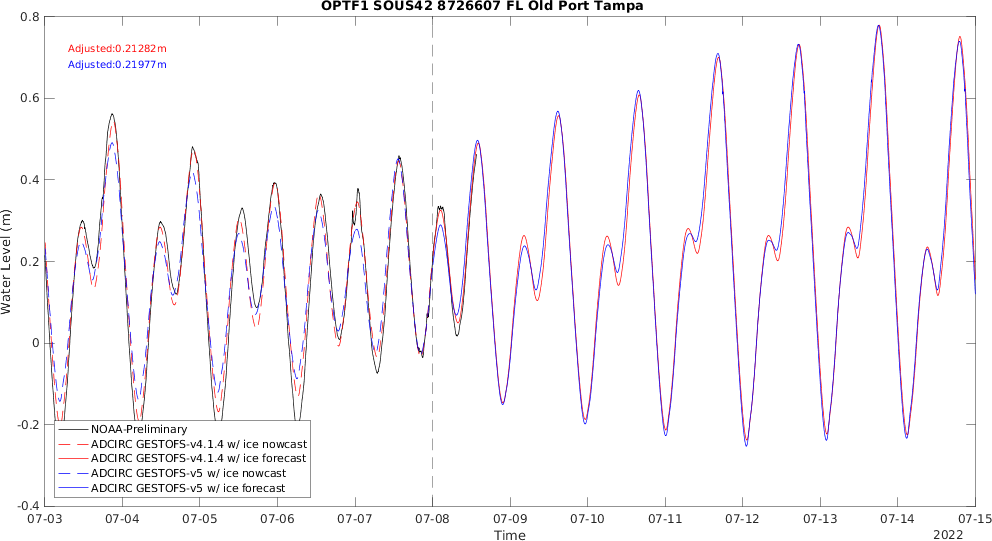 OPTF1 SOUS42 8726607 FL Old Port Tampa
Adjusted:0.21282m
Adjusted:0.21977m
Water Level (m)
0.8
0.6
0.4
0.2
0
-0.2
-0.4
NOAA-Preliminary
ADCIRC GESTOFS-v4.1.4 w/ ice nowcast
ADCIRC GESTOFS-v4.1.4 w/ ice forecast
ADCIRC GESTOFS-v5 w/ ice nowcast
ADCIRC GESTOFS-v5 w/ ice forecast
07-03 07-04 07-05 07-06 07-07 07-08 07-09 07-10 07-11 07-12 07-13 07-14 07-15
Time
2022